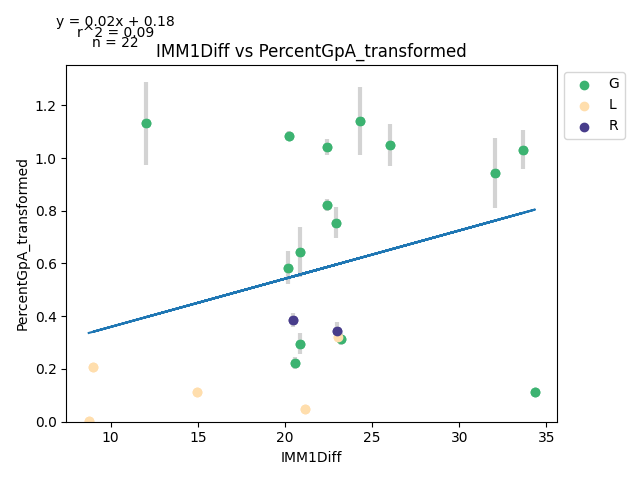 y = 0.02x + 0.18
r^2 = 0.09
n = 22
IMM1Diff vs PercentGpA_transformed
G
L
R
PercentGpA_transformed
1.2
1.0
0.8
0.6
0.4
0.2
0.0
10 15 20 25 30 35
IMM1Diff